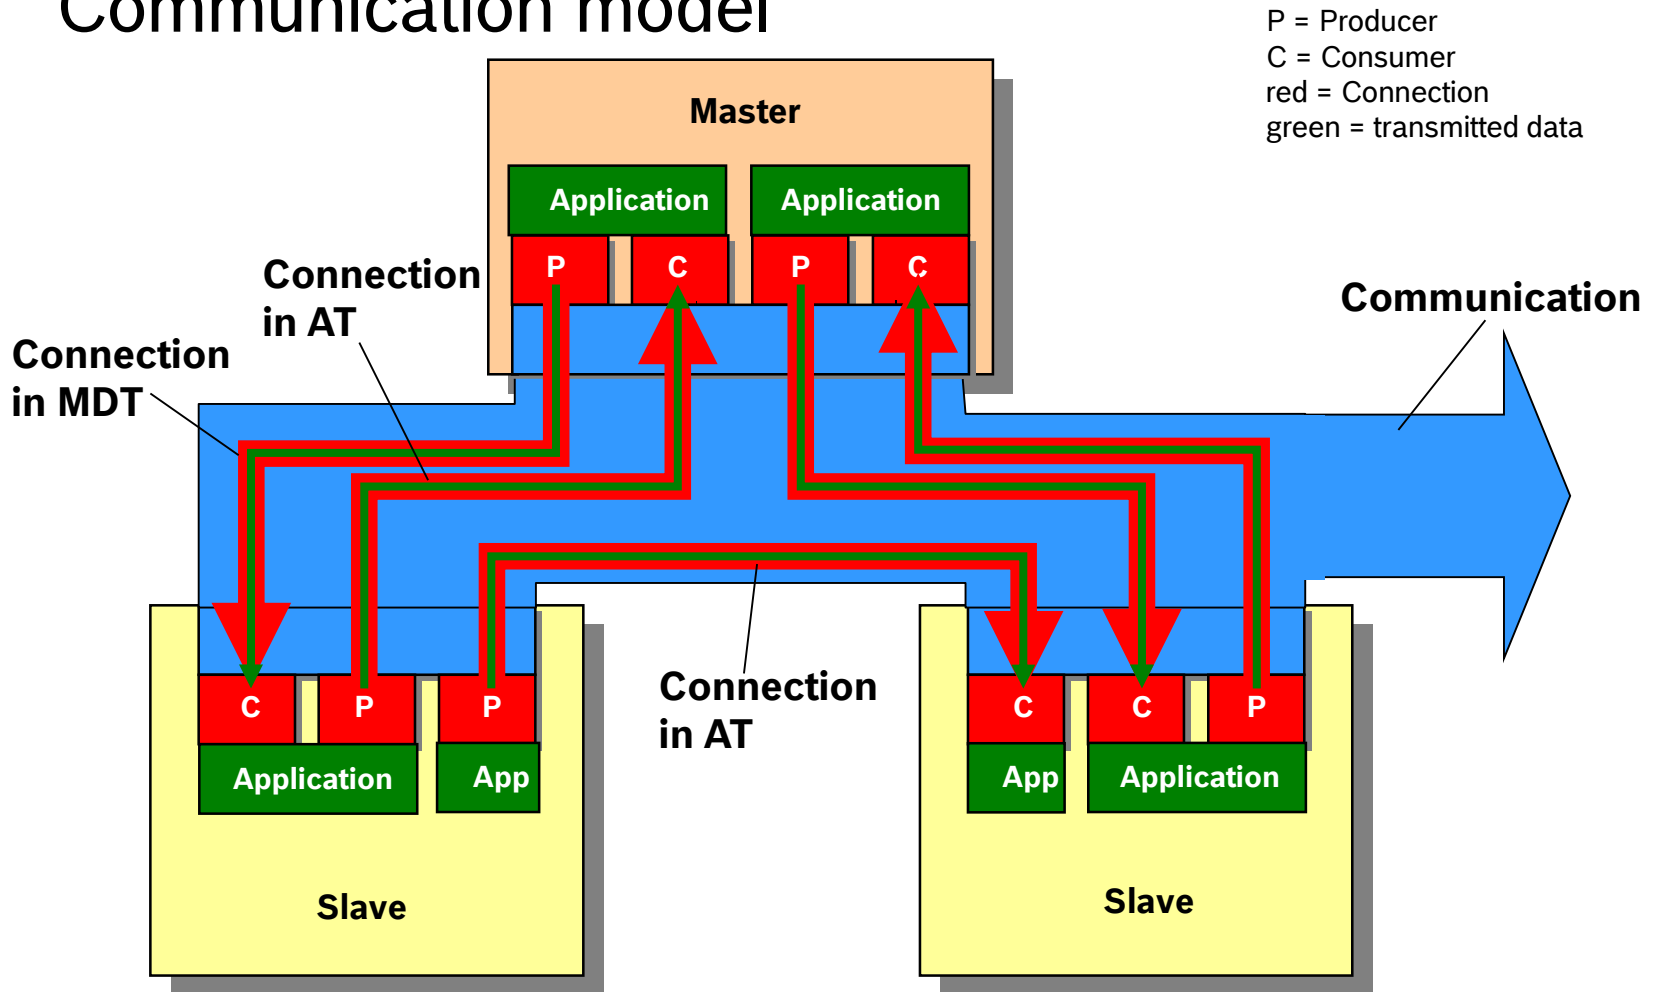 Communication model
P = Producer
C = Consumer
red = Connection
green = transmitted data
Master
Application Application
P C P C
Connection
in AT
Communication
Connection
in MDT
Connection
in AT
C P P
C C P
Application App
App Application
Slave
Slave